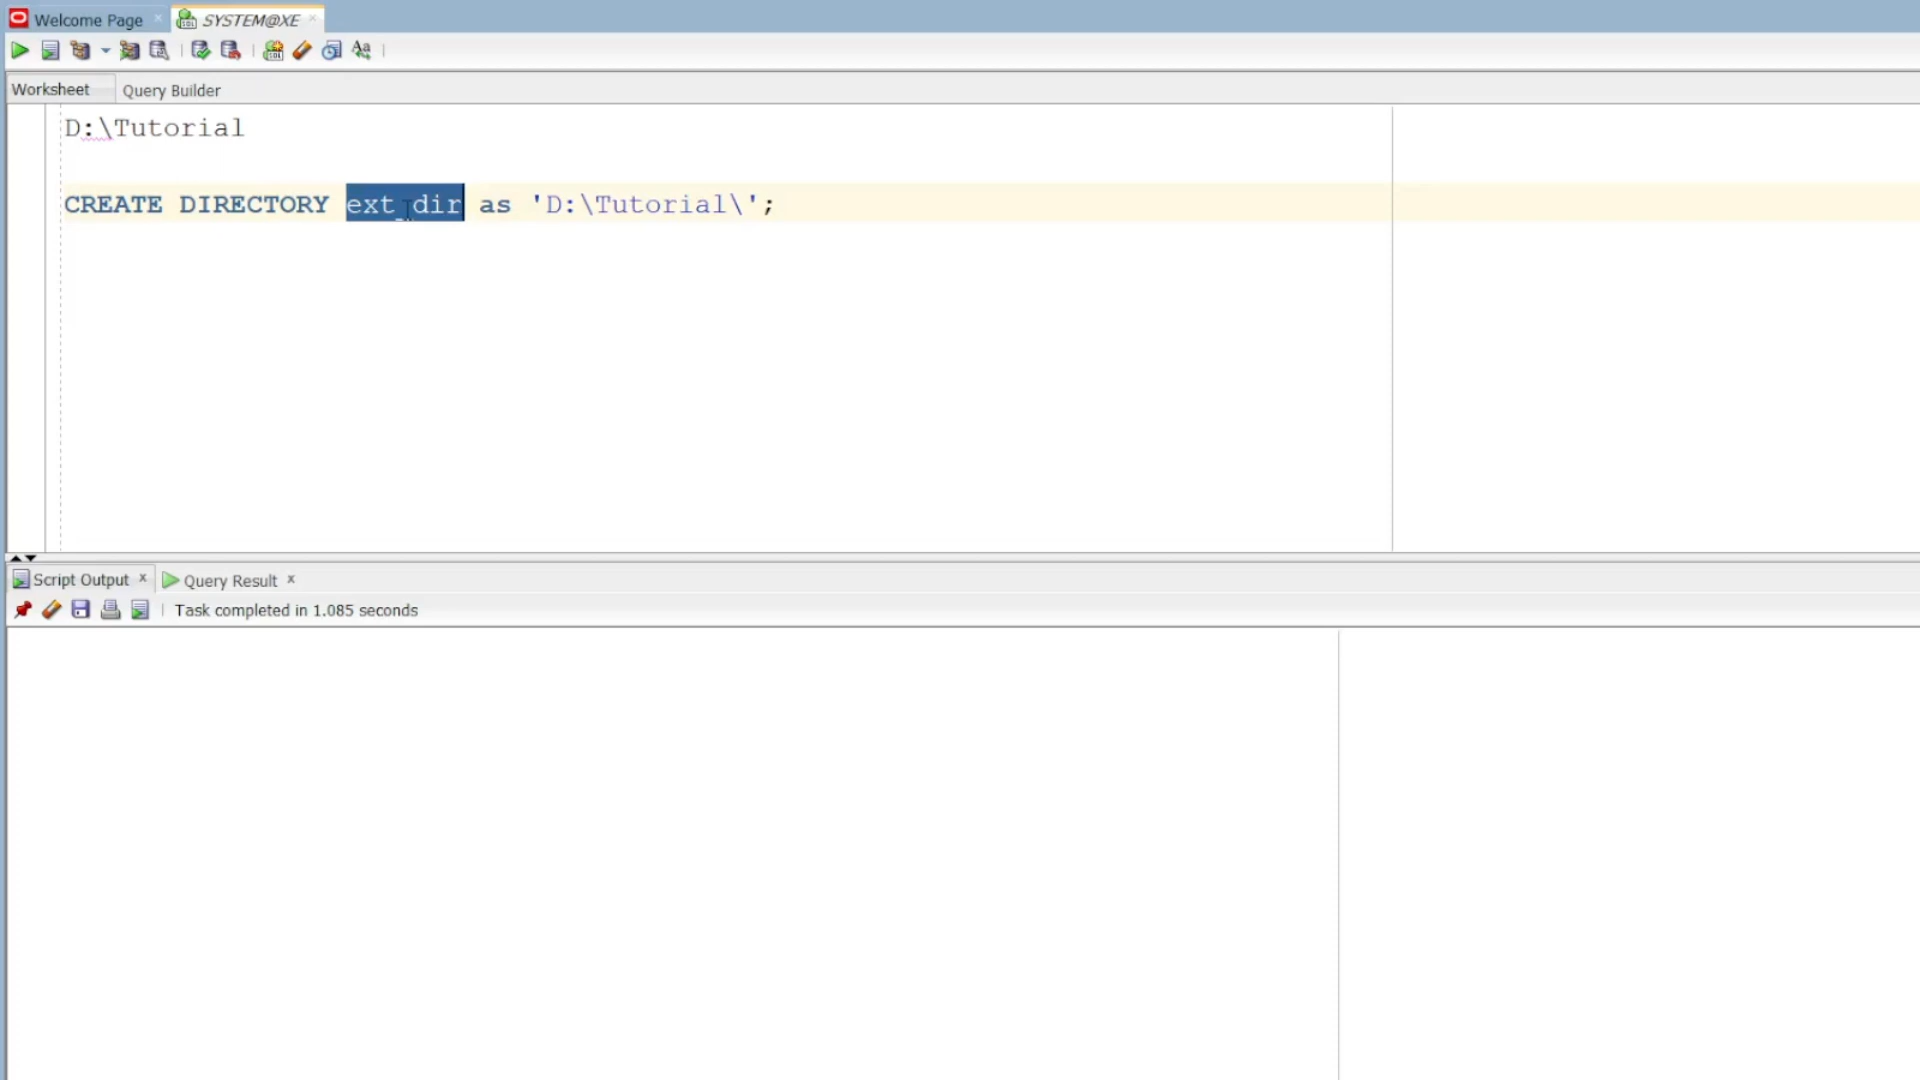 Welcome Page SYSTEM@XE
Worksheet Query Builder
D:\Tutorial
CREATE DIRECTORY ext_dir as 'D:\Tutorial\';
Script Output x Query Result x
Task completed in 1.085 seconds